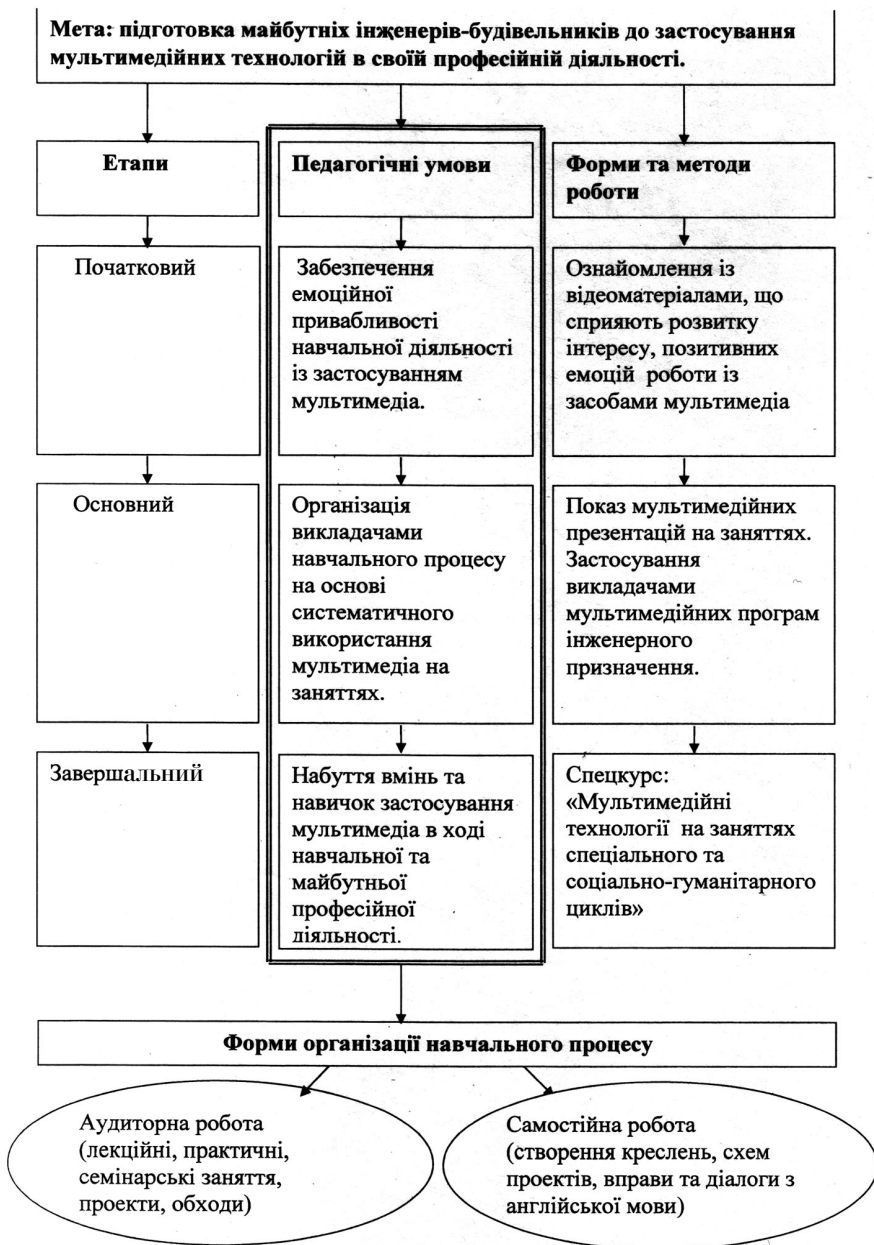 Мета: підготовка майбутніх інженерів-будівельників до застосування
мультимедійних технологій в своїй професійній діяльності.
Етапи
Педагогічні умови
Форми та методи
роботи
Початковий
Забезпечення
емоційної
привабливості
навчальної діяльності
із застосуванням
мультимедіа.
Ознайомлення із
відеоматеріалами, що
сприяють розвитку
інтересу, позитивних
емоцій роботи із
засобами мультимедіа
Основний
Організація
викладачами
навчального процесу
на основі
систематичного
використання
мультимедіа на
заняттях.
Показ мультимедійних
презентацій на заняттях.
Застосування
викладачами
мультимедійних програм
інженерного
призначення.
Завершальний
Набуття вмінь та
навичок застосування
мультимедіа в ході
навчальної та
майбутньої
професійної
діяльності.
Спецкурс:
«Мультимедійні
технології на заняттях
спеціального та
соціально-гуманітарного
циклів»
Форми організації навчального процесу
Аудиторна робота
(лекційні, практичні,
семінарські заняття,
проекти, обходи)
Самостійна робота
(створення креслень, схем
проектів, вправи та діалоги з
англійської мови)